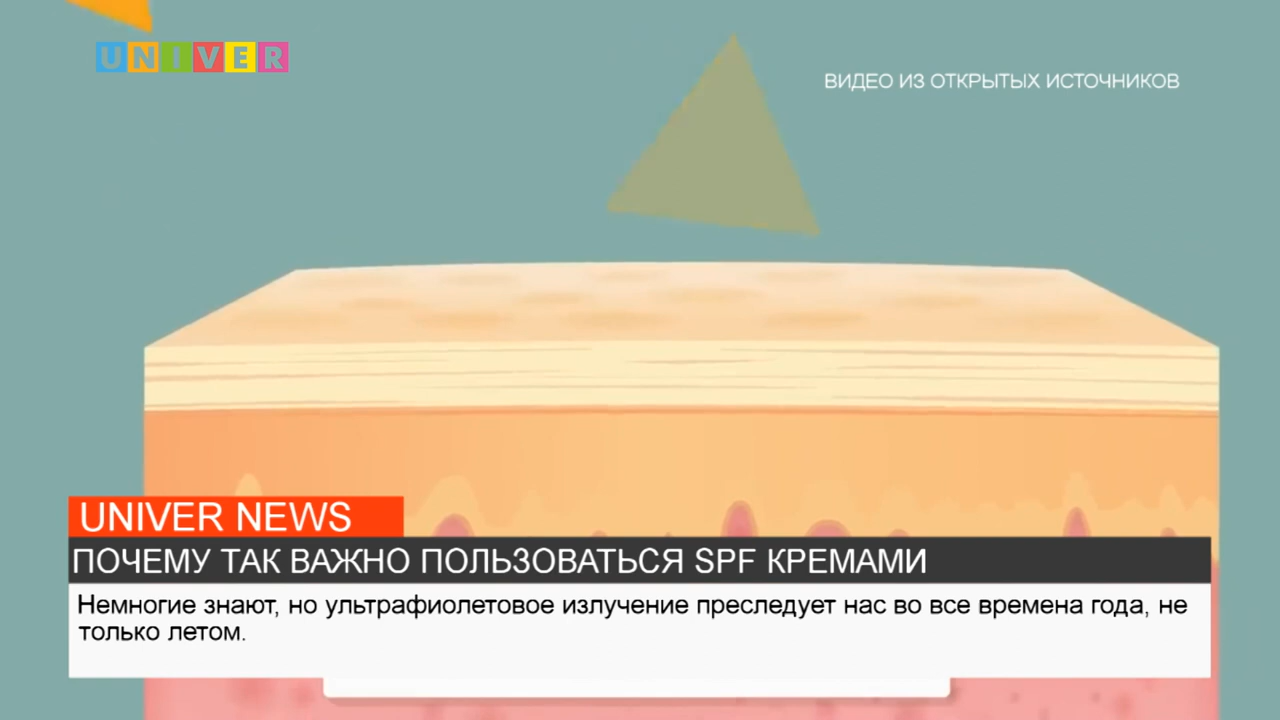 UNIVER
ВИДЕО ИЗ ОТКРЫТЫХ ИСТОЧНИКОВ
UNIVER NEWS
ПОЧЕМУ ТАК ВАЖНО ПОЛЬЗОВАТЬСЯ SPF КРЕМАМИ
Немногие знают, но ультрафиолетовое излучение преследует нас во все времена года, не
только летом.